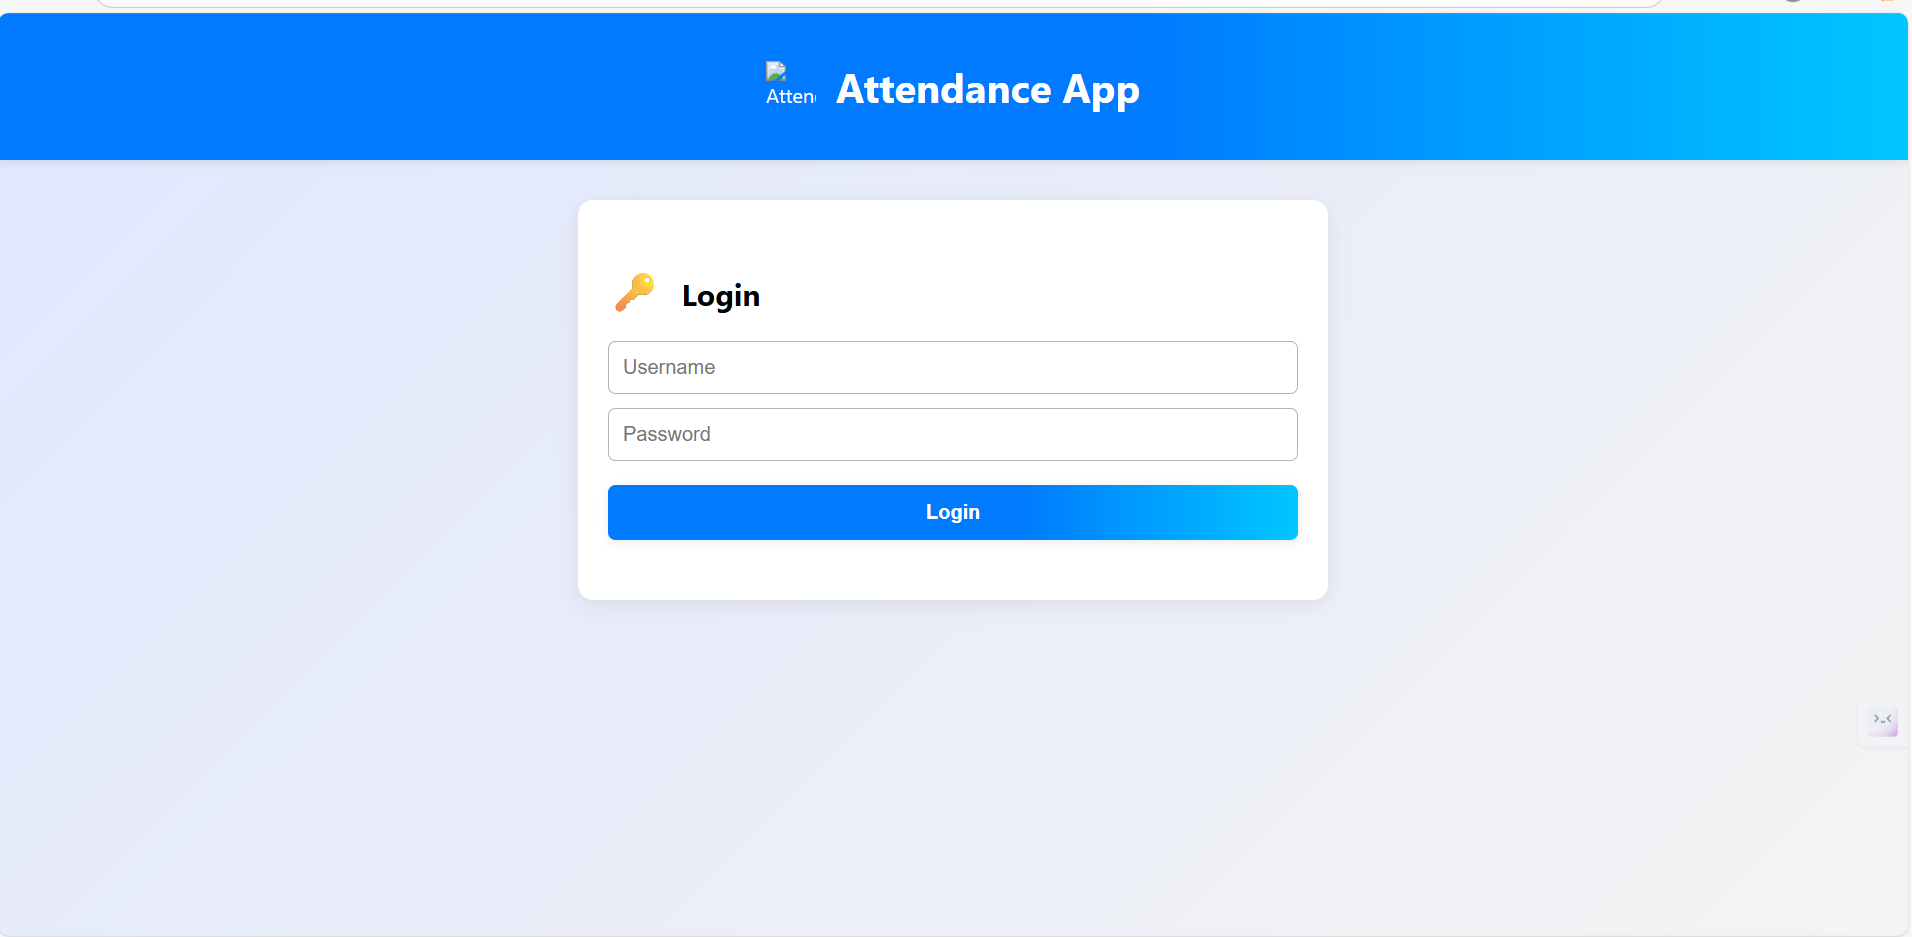 Atten
Attendance App
Login
Username
Password
Login